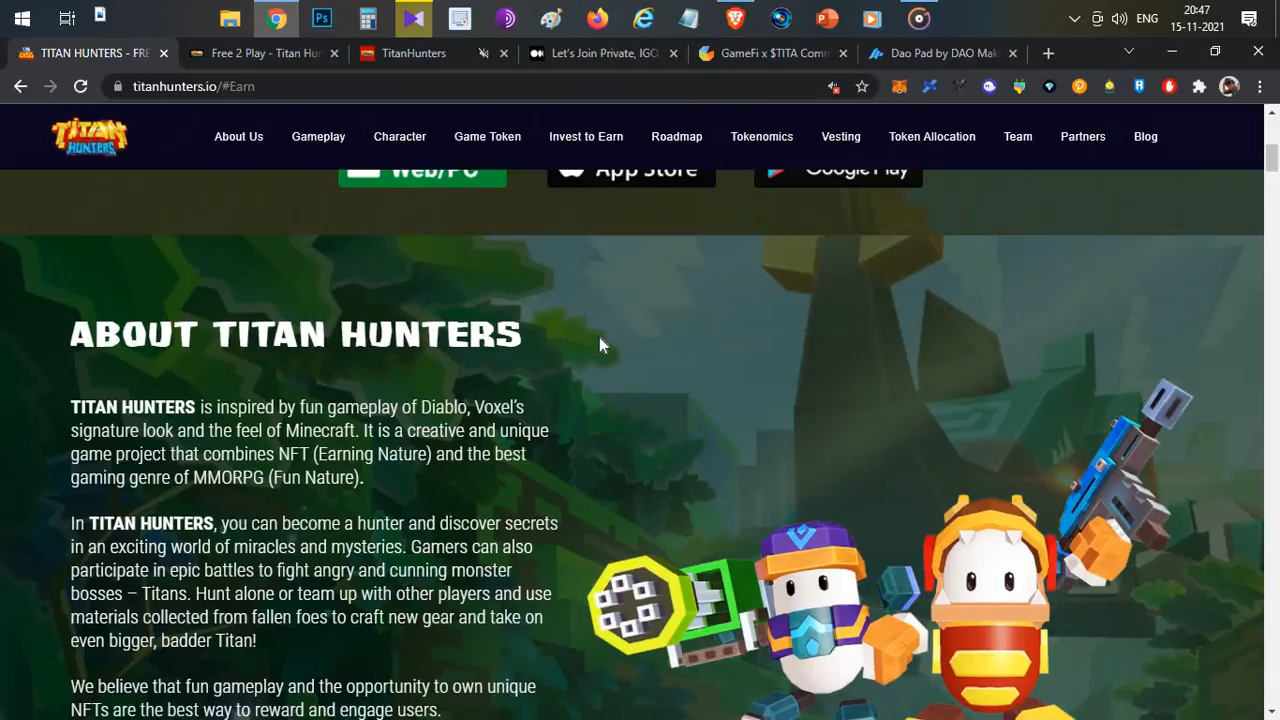 ENG
20:47
15-11-2021
TITAN HUNTERS - FRE
Free 2 Play - Titan Hu
TitanHunters
Let's Join Private, IGO,
GameFi x $TITA Comm
Dao Pad by DAO Mak
titanhunters.io/#Earn
TITAN HUNTERS
About Us
Gameplay
Character
Game Token
Invest to Earn
Roadmap
Tokenomics
Vesting
Token Allocation
Team
Partners
Blog
Web/PC
App Store
Google Play
ABOUT TITAN HUNTERS
TITAN HUNTERS is inspired by fun gameplay of Diablo, Voxel's
signature look and the feel of Minecraft. It is a creative and unique
game project that combines NFT (Earning Nature) and the best
gaming genre of MMORPG (Fun Nature).
In TITAN HUNTERS, you can become a hunter and discover secrets
in an exciting world of miracles and mysteries. Gamers can also
participate in epic battles to fight angry and cunning monster
bosses – Titans. Hunt alone or team up with other players and use
materials collected from fallen foes to craft new gear and take on
even bigger, badder Titan!
We believe that fun gameplay and the opportunity to own unique
NFTs are the best way to reward and engage users.